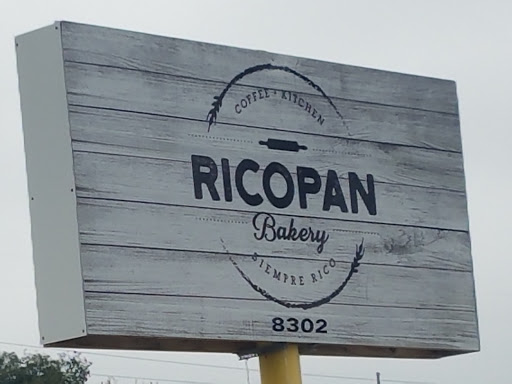 COFFEE + KITCHEN
RICOPAN
Bakery
SIEMPRE RICO
8302